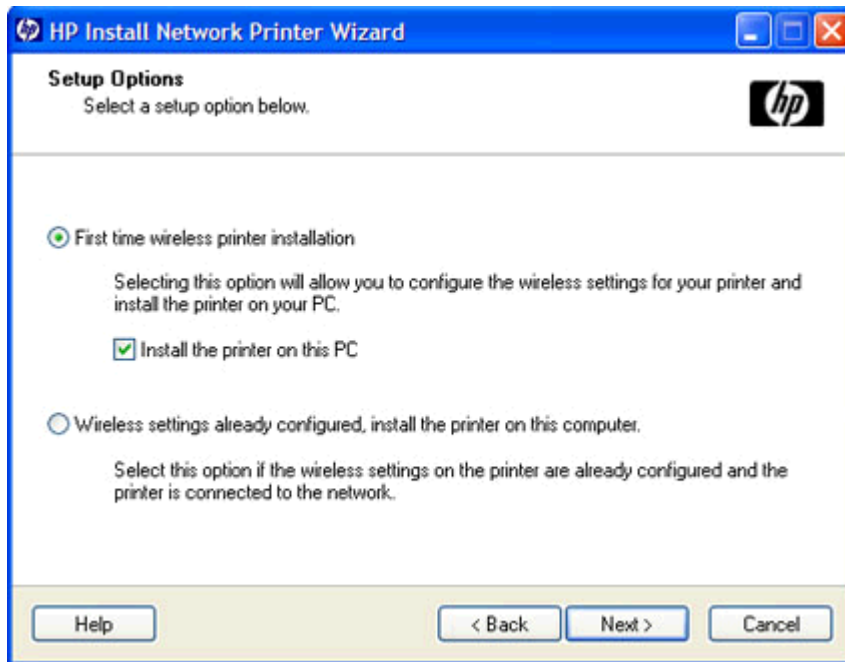 HP Install Network Printer Wizard
Setup Options
Select a setup option below.
hp
First time wireless printer installation
Selecting this option will allow you to configure the wireless settings for your printer and
install the printer on your PC.
Install the printer on this PC
Wireless settings already configured, install the printer on this computer.
Select this option if the wireless settings on the printer are already configured and the
printer is connected to the network.
Help
< Back
Next >
Cancel